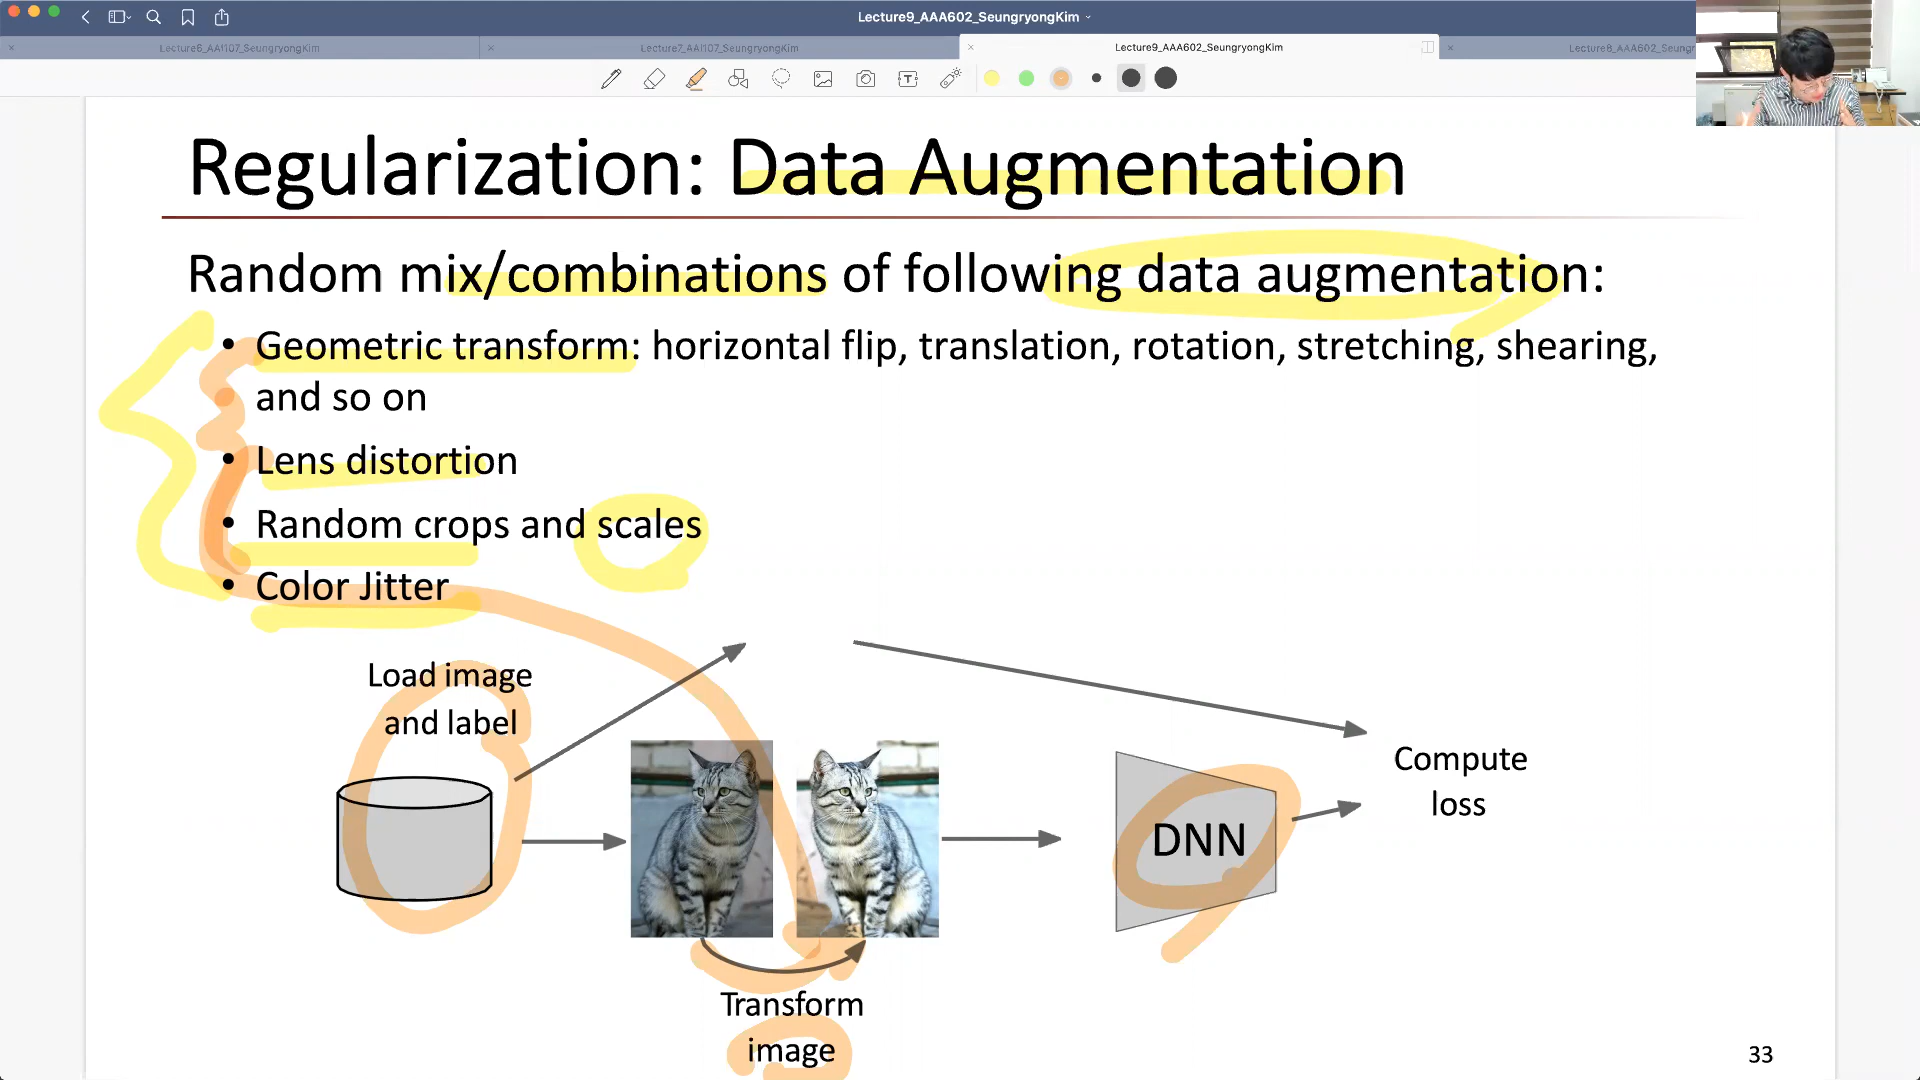 Lecture9_AAA602_SeungryongKim
Lecture6_AAI107_SeungryongKim
Lecture7_AAI107_SeungryongKim
Lecture9_AAA602_SeungryongKim
Lecture8_AAA602_Seungr
Regularization: Data Augmentation
Random mix/combinations of following data augmentation:
• Geometric transform: horizontal flip, translation, rotation, stretching, shearing,
and so on
• Lens distortion
• Random crops and scales
• Color Jitter
Load image
and label
Compute
loss
DNN
Transform
image
33